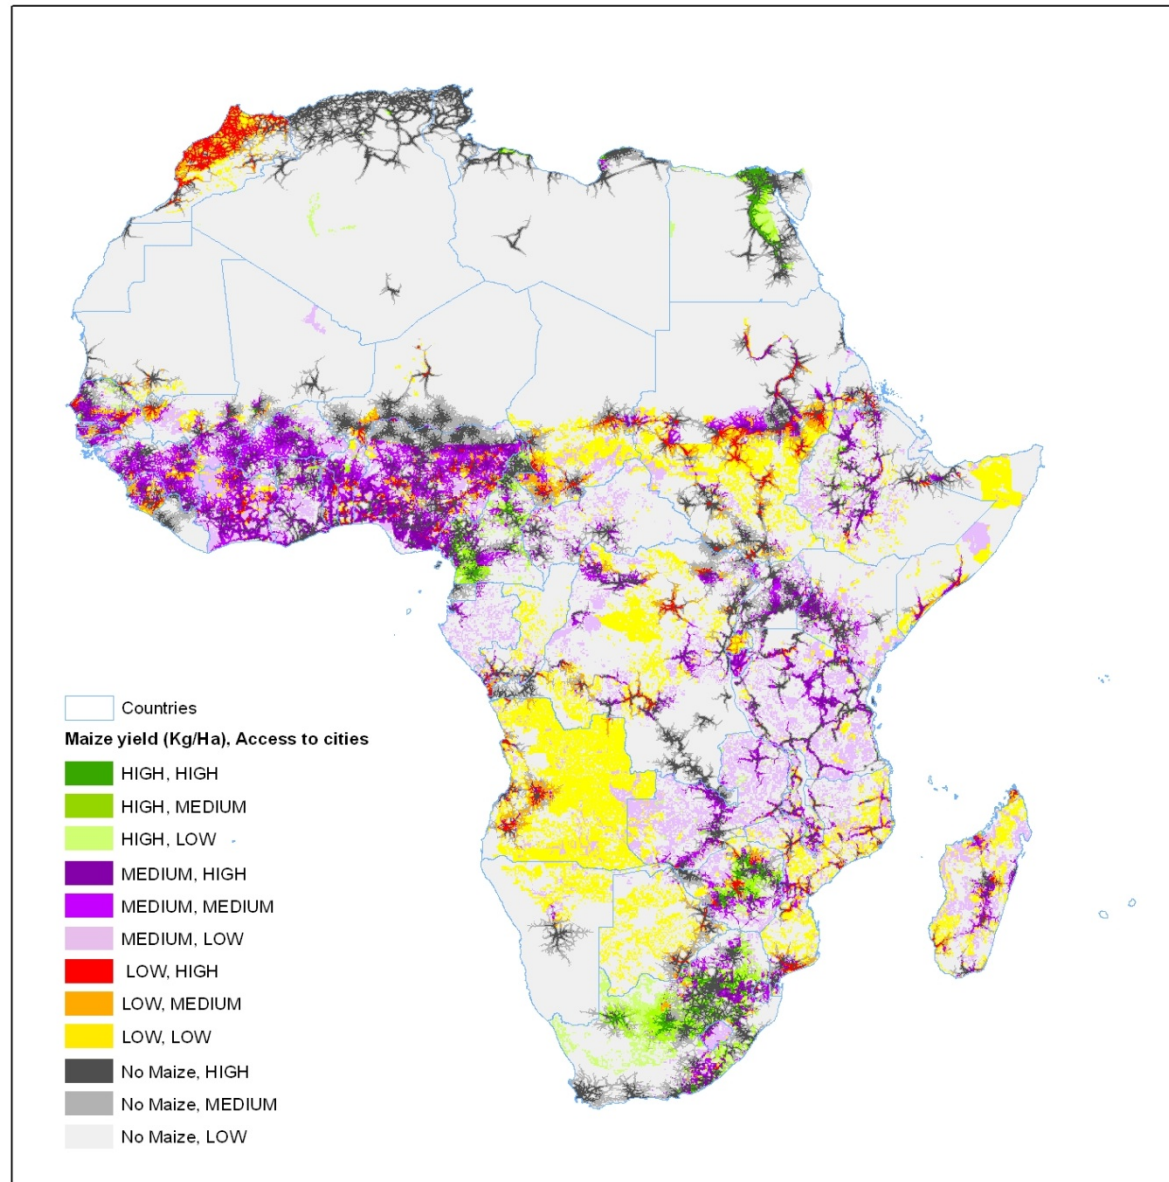 Countries
Maize yield (Kg/Ha), Access to cities
HIGH, HIGH
HIGH, MEDIUM
HIGH, LOW
MEDIUM, HIGH
MEDIUM, MEDIUM
MEDIUM, LOW
LOW, HIGH
LOW, MEDIUM
LOW, LOW
No Maize, HIGH
No Maize, MEDIUM
No Maize, LOW